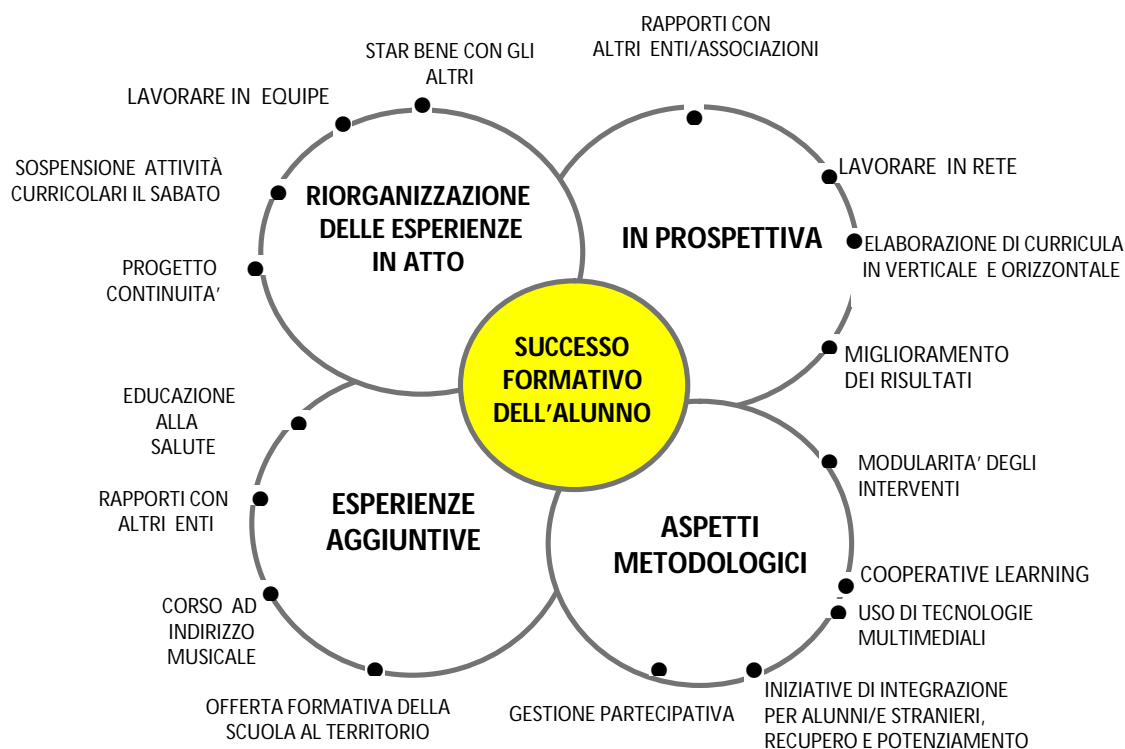 RAPPORTI CON
ALTRI ENTI/ASSOCIAZIONI
STAR BENE CON GLI
ALTRI
LAVORARE IN EQUIPE
SOSPENSIONE ATTIVITÀ
CURRICOLARI IL SABATO
PROGETTO
CONTINUITA'
RIORGANIZZAZIONE
DELLE ESPERIENZE
IN ATTO
IN PROSPETTIVA
LAVORARE IN RETE
ELABORAZIONE DI CURRICULA
IN VERTICALE E ORIZZONTALE
MIGLIORAMENTO
DEI RISULTATI
SUCCESSO
FORMATIVO
DELL'ALUNNO
EDUCAZIONE
ALLA
SALUTE
RAPPORTI CON
ALTRI ENTI
CORSO AD
INDIRIZZO
MUSICALE
OFFERTA FORMATIVA DELLA
SCUOLA AL TERRITORIO
ESPERIENZE
AGGIUNTIVE
ASPETTI
METODOLOGICI
MODULARITA' DEGLI
INTERVENTI
COOPERATIVE LEARNING
USO DI TECNOLOGIE
MULTIMEDIALI
INIZIATIVE DI INTEGRAZIONE
PER ALUNNI/E STRANIERI,
RECUPERO E POTENZIAMENTO
GESTIONE PARTECIPATIVA